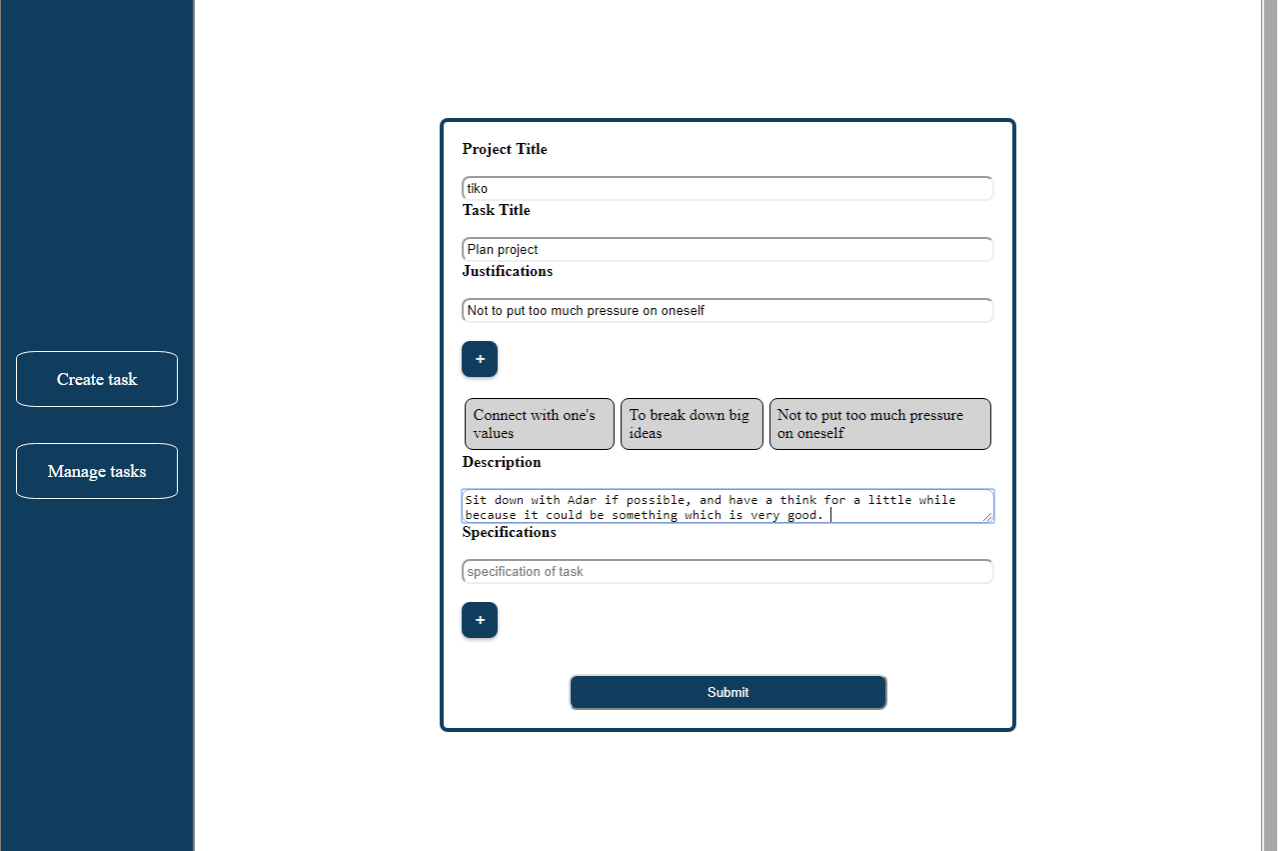 Create task
Manage tasks
Project Title
tiko
Task Title
Plan project
Justifications
Not to put too much pressure on oneself
+
Connect with one's
values
To break down big
ideas
Not to put too much pressure
on oneself
Description
Sit down with Adar if possible, and have a think for a little while
because it could be something which is very good.
Specifications
specification of task
+
Submit